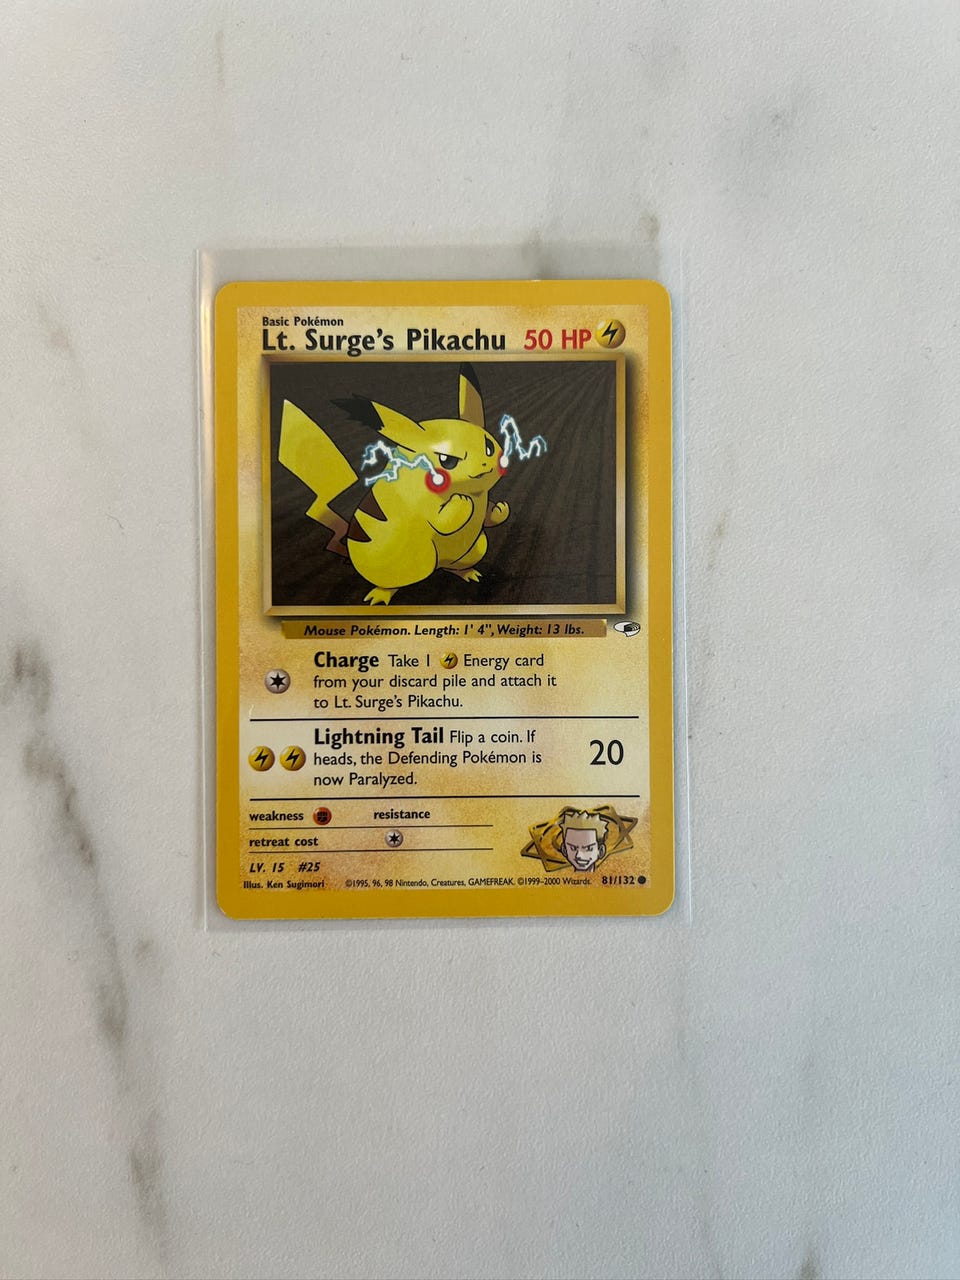 Basic Pokémon
Lt. Surge's Pikachu 50 HP
Mouse Pokémon. Length: 1' 4", Weight: 13 lbs.
Charge Take 1 Energy card
from your discard pile and attach it
to Lt. Surge's Pikachu.
Lightning Tail Flip a coin. If
heads, the Defending Pokémon is
now Paralyzed.
20
weakness resistance
retreat cost
LV. 15 #25
Illus. Ken Sugimori ©1995, 96, 98 Nintendo, Creatures, GAMEFREAK. ©1999–2000 Wizards. 81/132